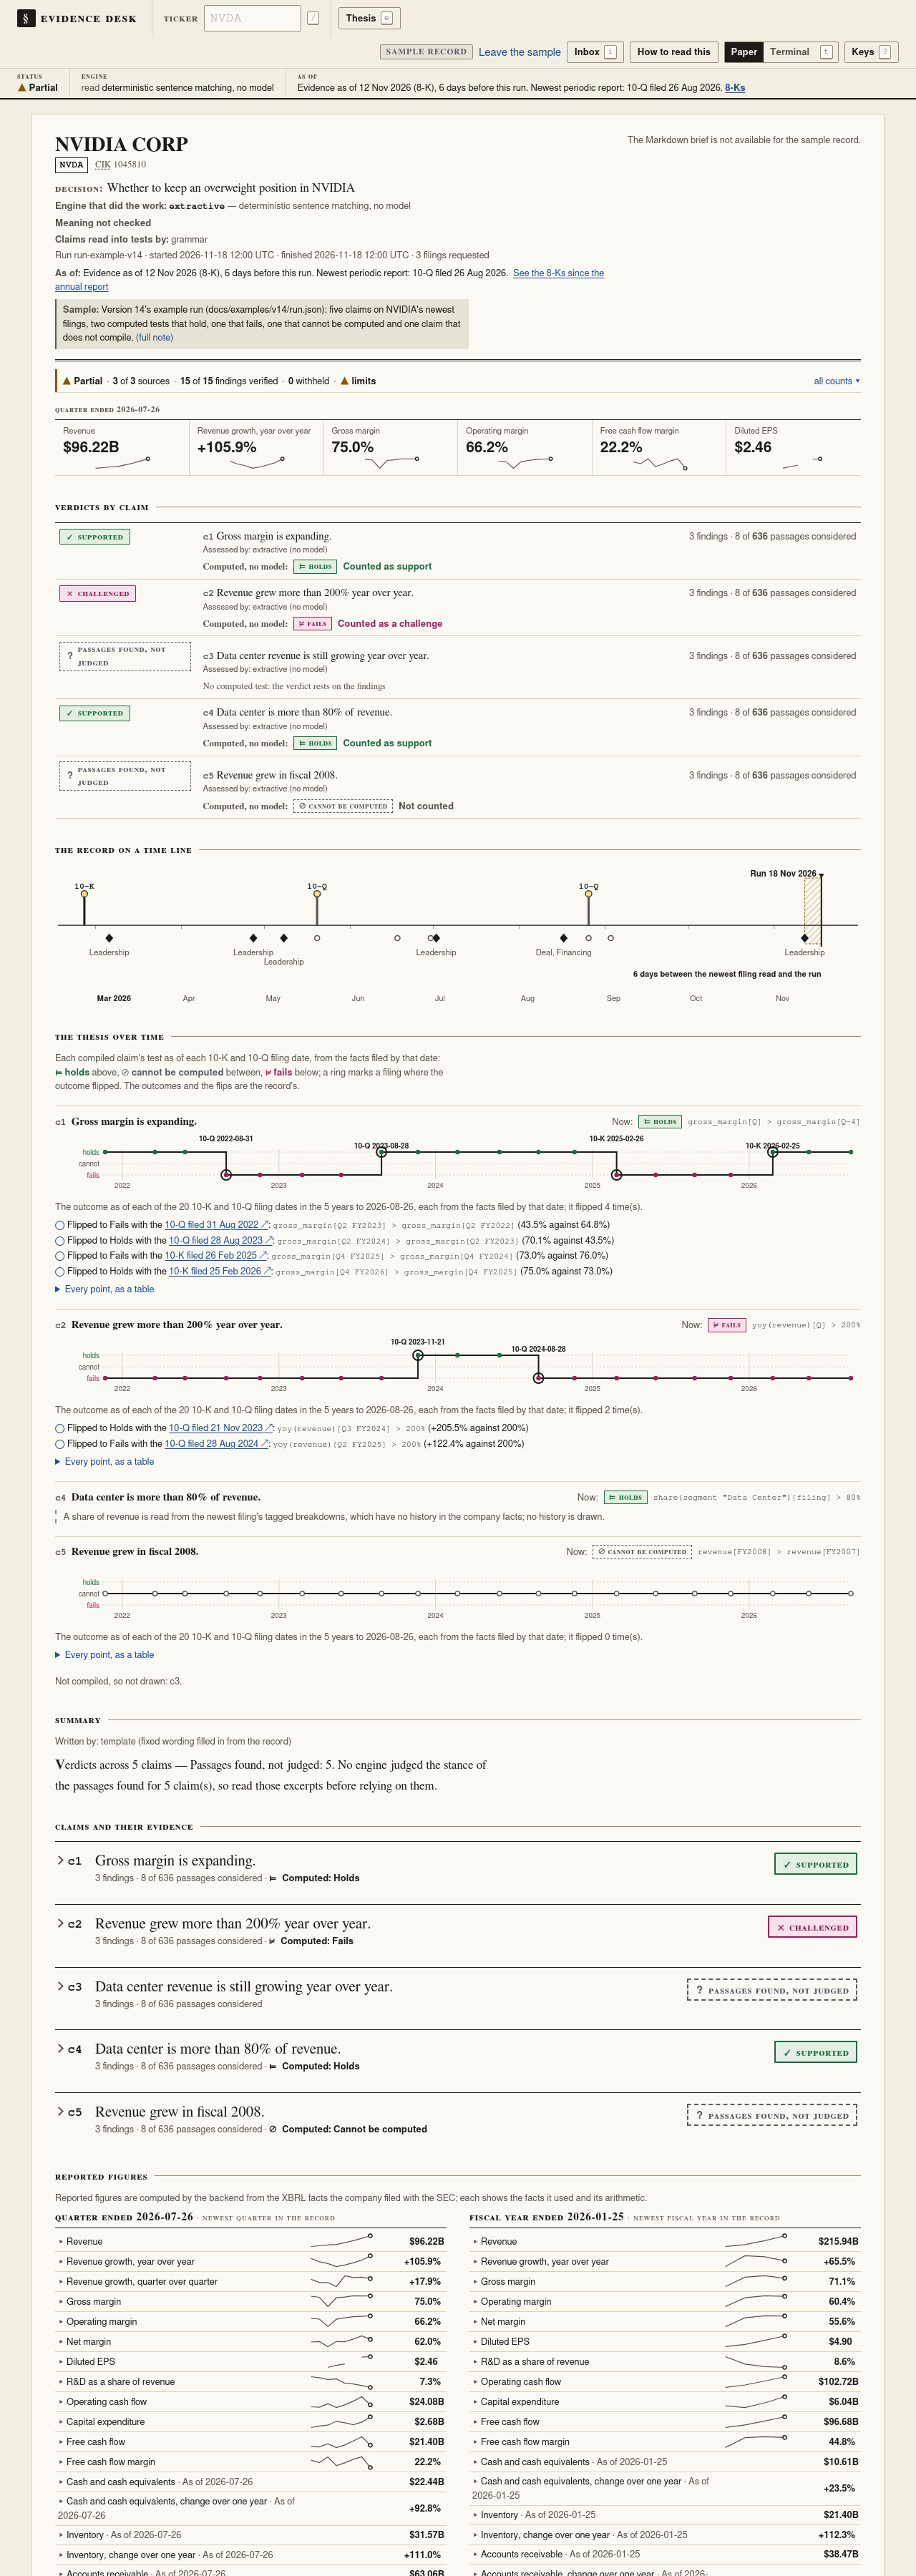 § EVIDENCE DESK TICKER NVDA / Thesis e
SAMPLE RECORD Leave the sample Inbox i How to read this Paper Terminal t Keys ?
STATUS ENGINE AS OF
Partial read deterministic sentence matching, no model Evidence as of 12 Nov 2026 (8-K), 6 days before this run. Newest periodic report: 10-Q filed 26 Aug 2026. 8-Ks
NVIDIA CORP The Markdown brief is not available for the sample record.
NVDA CIK 1045810
DECISION: Whether to keep an overweight position in NVIDIA
Engine that did the work: extractive — deterministic sentence matching, no model
Meaning not checked
Claims read into tests by: grammar
Run run-example-v14 · started 2026-11-18 12:00 UTC · finished 2026-11-18 12:00 UTC · 3 filings requested
As of: Evidence as of 12 Nov 2026 (8-K), 6 days before this run. Newest periodic report: 10-Q filed 26 Aug 2026. See the 8-Ks since the
annual report
Sample: Version 14's example run (docs/examples/v14/run.json): five claims on NVIDIA's newest
filings, two computed tests that hold, one that fails, one that cannot be computed and one claim that
does not compile. (full note)
Partial · 3 of 3 sources · 15 of 15 findings verified · 0 withheld · limits all counts
QUARTER ENDED 2026-07-26
Revenue Revenue growth, year over year Gross margin Operating margin Free cash flow margin Diluted EPS
$96.22B +105.9% 75.0% 66.2% 22.2% $2.46
VERDICTS BY CLAIM
✓ SUPPORTED c1 Gross margin is expanding. 3 findings · 8 of 636 passages considered
Assessed by: extractive (no model)
Computed, no model: ⊨ HOLDS Counted as support
✕ CHALLENGED c2 Revenue grew more than 200% year over year. 3 findings · 8 of 636 passages considered
Assessed by: extractive (no model)
Computed, no model: ⊭ FAILS Counted as a challenge
? PASSAGES FOUND, NOT JUDGED c3 Data center revenue is still growing year over year. 3 findings · 8 of 636 passages considered
Assessed by: extractive (no model)
No computed test: the verdict rests on the findings
✓ SUPPORTED c4 Data center is more than 80% of revenue. 3 findings · 8 of 636 passages considered
Assessed by: extractive (no model)
Computed, no model: ⊨ HOLDS Counted as support
? PASSAGES FOUND, NOT JUDGED c5 Revenue grew in fiscal 2008. 3 findings · 8 of 636 passages considered
Assessed by: extractive (no model)
Computed, no model: ⊘ CANNOT BE COMPUTED Not counted
THE RECORD ON A TIME LINE
Run 18 Nov 2026
10-K 10-Q 10-Q
Leadership Leadership Leadership Deal, Financing Leadership
Leadership
6 days between the newest filing read and the run
Mar 2026 Apr May Jun Jul Aug Sep Oct Nov
THE THESIS OVER TIME
Each compiled claim's test as of each 10-K and 10-Q filing date, from the facts filed by that date:
⊨ holds above, ⊘ cannot be computed between, ⊭ fails below; a ring marks a filing where the
outcome flipped. The outcomes and the flips are the record's.
c1 Gross margin is expanding. Now: ⊨ HOLDS gross_margin[Q] > gross_margin[Q-4]
10-Q 2022-08-31 10-Q 2023-08-28 10-K 2025-02-26 10-K 2026-02-25
holds
cannot
fails
2022 2023 2024 2025 2026
The outcome as of each of the 20 10-K and 10-Q filing dates in the 5 years to 2026-08-26, each from the facts filed by that date; it flipped 4 time(s).
Flipped to Fails with the 10-Q filed 31 Aug 2022 ↗: gross_margin[Q2 FY2023] > gross_margin[Q2 FY2022] (43.5% against 64.8%)
Flipped to Holds with the 10-Q filed 28 Aug 2023 ↗: gross_margin[Q2 FY2024] > gross_margin[Q2 FY2023] (70.1% against 43.5%)
Flipped to Fails with the 10-K filed 26 Feb 2025 ↗: gross_margin[Q4 FY2025] > gross_margin[Q4 FY2024] (73.0% against 76.0%)
Flipped to Holds with the 10-K filed 25 Feb 2026 ↗: gross_margin[Q4 FY2026] > gross_margin[Q4 FY2025] (75.0% against 73.0%)
Every point, as a table
c2 Revenue grew more than 200% year over year. Now: ⊭ FAILS yoy(revenue)[Q] > 200%
10-Q 2023-11-21 10-Q 2024-08-28
holds
cannot
fails
2022 2023 2024 2025 2026
The outcome as of each of the 20 10-K and 10-Q filing dates in the 5 years to 2026-08-26, each from the facts filed by that date; it flipped 2 time(s).
Flipped to Holds with the 10-Q filed 21 Nov 2023 ↗: yoy(revenue)[Q3 FY2024] > 200% (+205.5% against 200%)
Flipped to Fails with the 10-Q filed 28 Aug 2024 ↗: yoy(revenue)[Q2 FY2025] > 200% (+122.4% against 200%)
Every point, as a table
c4 Data center is more than 80% of revenue. Now: ⊨ HOLDS share(segment "Data Center")[filing] > 80%
A share of revenue is read from the newest filing's tagged breakdowns, which have no history in the company facts; no history is drawn.
c5 Revenue grew in fiscal 2008. Now: ⊘ CANNOT BE COMPUTED revenue[FY2008] > revenue[FY2007]
holds
cannot
fails
2022 2023 2024 2025 2026
The outcome as of each of the 20 10-K and 10-Q filing dates in the 5 years to 2026-08-26, each from the facts filed by that date; it flipped 0 time(s).
Every point, as a table
Not compiled, so not drawn: c3.
SUMMARY
Written by: template (fixed wording filled in from the record)
Verdicts across 5 claims — Passages found, not judged: 5. No engine judged the stance of
the passages found for 5 claim(s), so read those excerpts before relying on them.
CLAIMS AND THEIR EVIDENCE
c1 Gross margin is expanding. ✓ SUPPORTED
3 findings · 8 of 636 passages considered · ⊨ Computed: Holds
c2 Revenue grew more than 200% year over year. ✕ CHALLENGED
3 findings · 8 of 636 passages considered · ⊭ Computed: Fails
c3 Data center revenue is still growing year over year. ? PASSAGES FOUND, NOT JUDGED
3 findings · 8 of 636 passages considered
c4 Data center is more than 80% of revenue. ✓ SUPPORTED
3 findings · 8 of 636 passages considered · ⊨ Computed: Holds
c5 Revenue grew in fiscal 2008. ? PASSAGES FOUND, NOT JUDGED
3 findings · 8 of 636 passages considered · ⊘ Computed: Cannot be computed
REPORTED FIGURES
Reported figures are computed by the backend from the XBRL facts the company filed with the SEC; each shows the facts it used and its arithmetic.
QUARTER ENDED 2026-07-26 · NEWEST QUARTER IN THE RECORD
Revenue $96.22B
Revenue growth, year over year +105.9%
Revenue growth, quarter over quarter +17.9%
Gross margin 75.0%
Operating margin 66.2%
Net margin 62.0%
Diluted EPS $2.46
R&D as a share of revenue 7.3%
Operating cash flow $24.08B
Capital expenditure $2.68B
Free cash flow $21.40B
Free cash flow margin 22.2%
Cash and cash equivalents · As of 2026-07-26 $22.44B
Cash and cash equivalents, change over one year · As of
2026-07-26 +92.8%
Inventory · As of 2026-07-26 $31.57B
Inventory, change over one year · As of 2026-07-26 +111.0%
Accounts receivable · As of 2026-07-26 $63.06B
FISCAL YEAR ENDED 2026-01-25 · NEWEST FISCAL YEAR IN THE RECORD
Revenue $215.94B
Revenue growth, year over year +65.5%
Gross margin 71.1%
Operating margin 60.4%
Net margin 55.6%
Diluted EPS $4.90
R&D as a share of revenue 8.6%
Operating cash flow $102.72B
Capital expenditure $6.04B
Free cash flow $96.68B
Free cash flow margin 44.8%
Cash and cash equivalents · As of 2026-01-25 $10.61B
Cash and cash equivalents, change over one year · As of
2026-01-25 +23.5%
Inventory · As of 2026-01-25 $21.40B
Inventory, change over one year · As of 2026-01-25 +112.3%
Accounts receivable · As of 2026-01-25 $38.47B
Accounts receivable, change over one year · As of 2026-